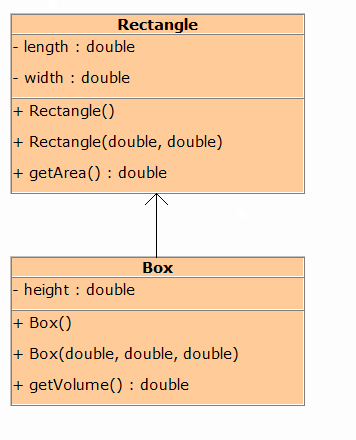 Rectangle
- length : double
- width : double
+ Rectangle()
+ Rectangle(double, double)
+ getArea() : double
Box
- height : double
+ Box()
+ Box(double, double, double)
+ getVolume() : double